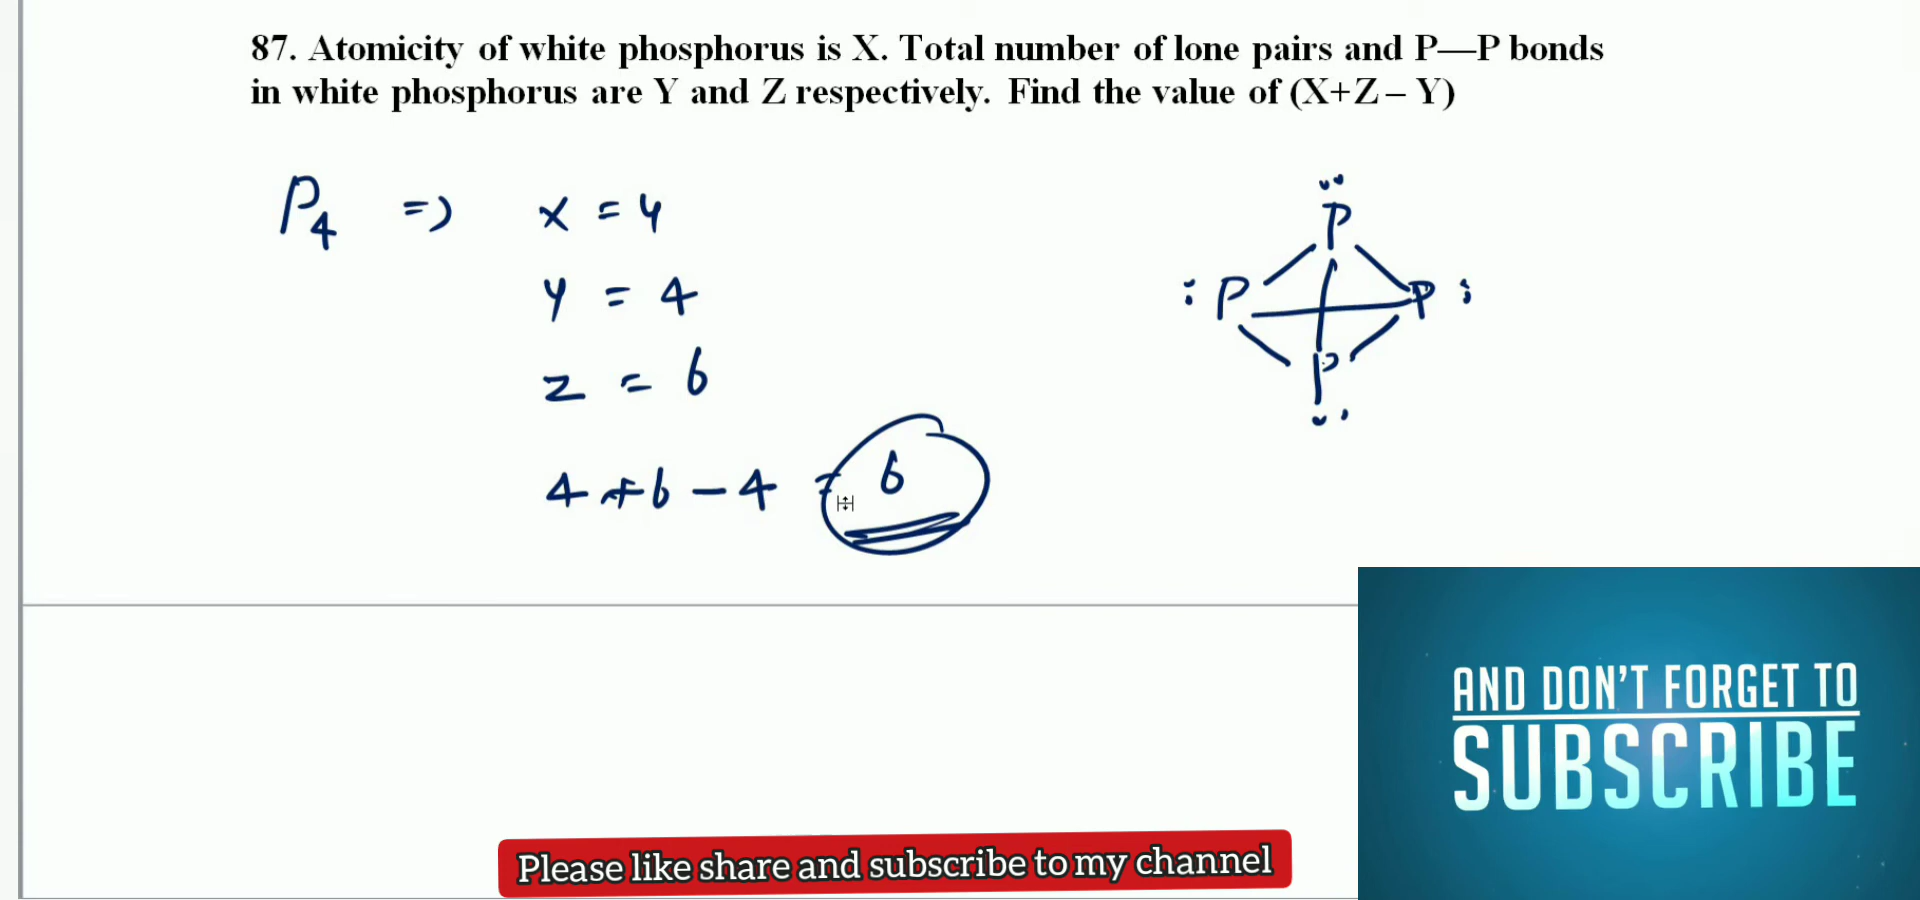 87. Atomicity of white phosphorus is X. Total number of lone pairs and P—P bonds
in white phosphorus are Y and Z respectively. Find the value of (X+Z– Y)
P4 => x = 4
y = 4
z = 6
4 + 6 - 4 = 6
P
: P P :
P
AND DON'T FORGET TO
SUBSCRIBE
Please like share and subscribe to my channel